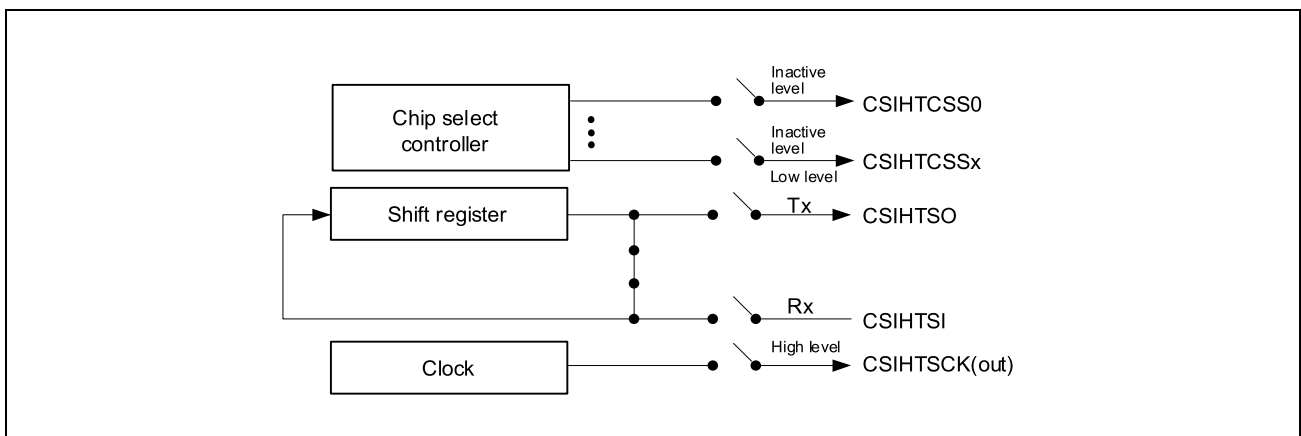 Inactive
level
CSIHTCSS0
Chip select
controller
Inactive
level
CSIHTCSSx
Low level
Shift register
Tx
CSIHTSO
Rx
CSIHTSI
High level
Clock
CSIHTSCK(out)